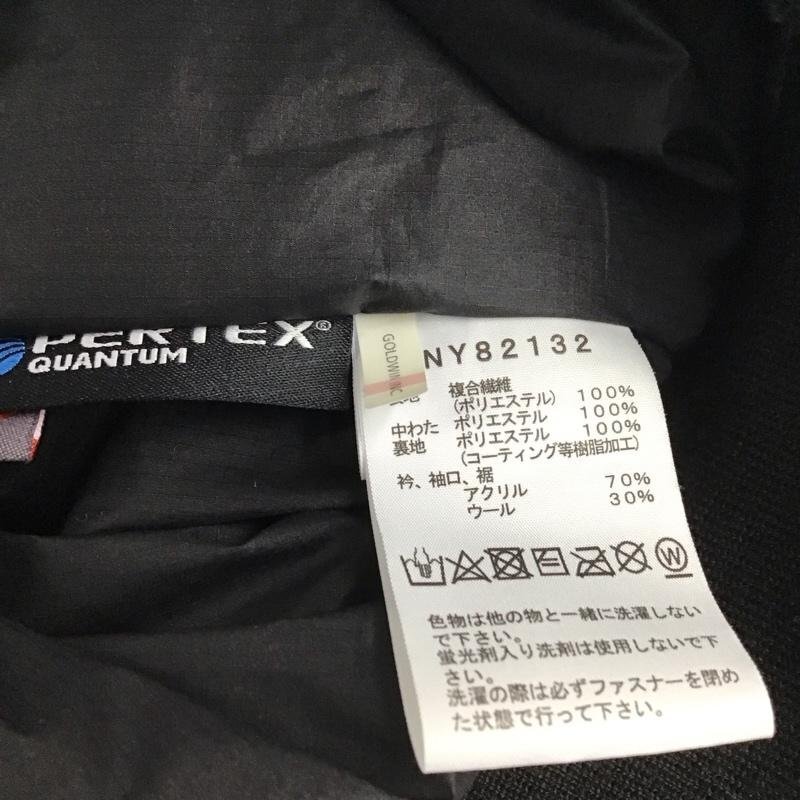 PERTEX®
QUANTUM
GOLDWIN INC
NY82132
複合繊維
(ポリエステル) 100%
中わた ポリエステル 100%
裏地 ポリエステル 100%
(コーティング等樹脂加工)
衿、袖口、裾
アクリル 70%
ウール 30%
W
色物は他の物と一緒に洗濯しない
で下さい。
蛍光剤入り洗剤は使用しないで下
さい。
洗濯の際は必ずファスナーを閉め
た状態で行って下さい。